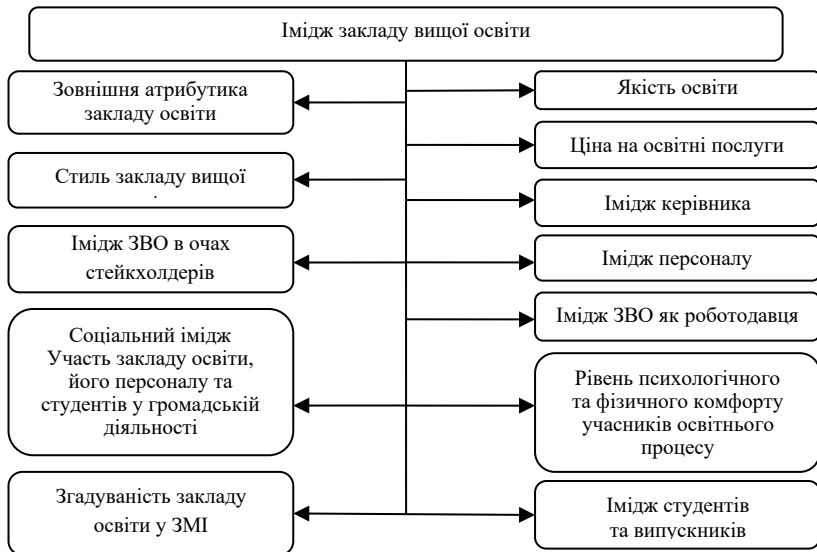 Імідж закладу вищої освіти
Зовнішня атрибутика
закладу освіти
Стиль закладу вищої
Імідж ЗВО в очах
стейкхолдерів
Соціальний імідж
Участь закладу освіти,
його персоналу та
студентів у громадській
діяльності
Згадуваність закладу
освіти у ЗМІ
Якість освіти
Ціна на освітні послуги
Імідж керівника
Імідж персоналу
Імідж ЗВО як роботодавця
Рівень психологічного
та фізичного комфорту
учасників освітнього
процесу
Імідж студентів
та випускників